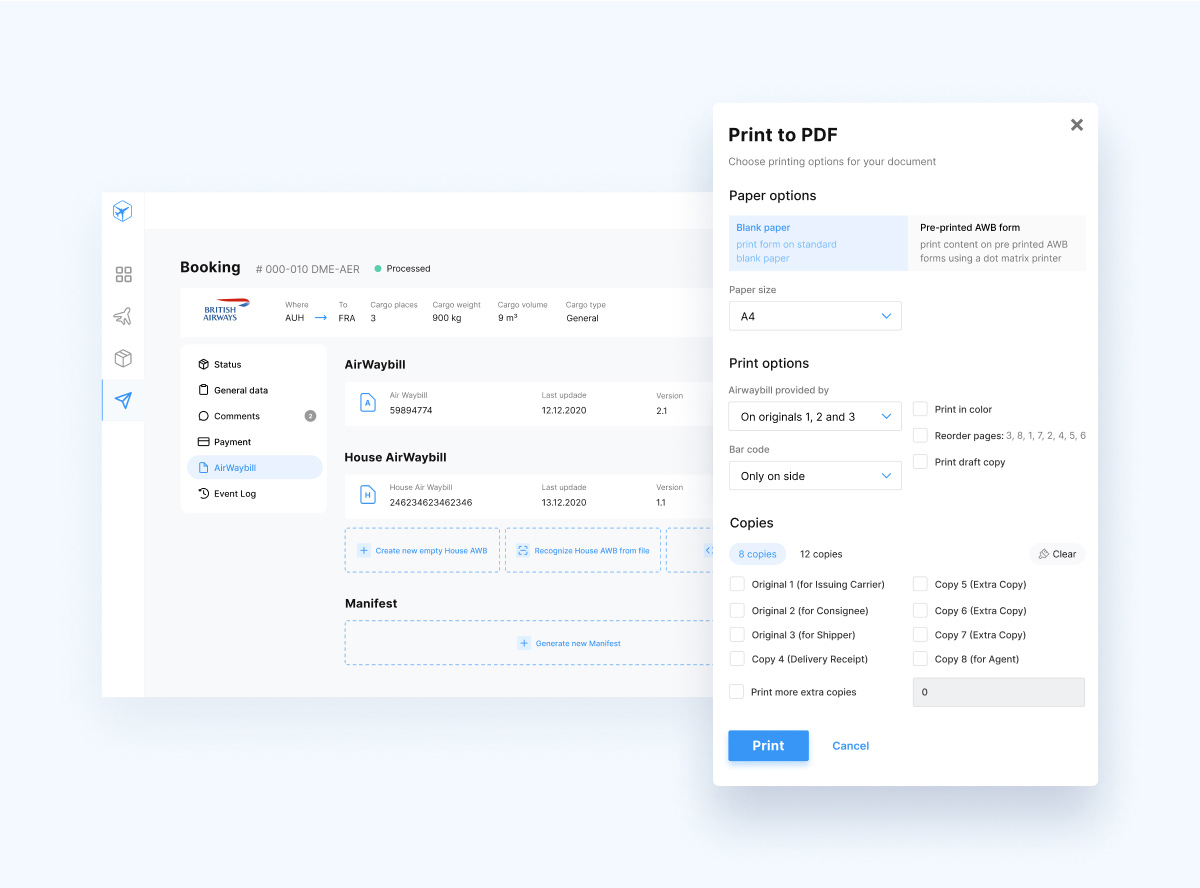 Booking # 000-010 DME-AER Processed
BRITISH
AIRWAYS
Where To Cargo places Cargo weight Cargo volume Cargo type
AUH → FRA 3 900 kg 9 m³ General
Status
General data
Comments 2
Payment
AirWaybill
Event Log
AirWaybill
A
Air Waybill Last updade Version
59894774 12.12.2020 2.1
House AirWaybill
H
House Air Waybill Last updade Version
246234623462346 13.12.2020 1.1
+ Create new empty House AWB
Recognize House AWB from file
Manifest
+ Generate new Manifest
Print to PDF
Choose printing options for your document
Paper options
Blank paper
print form on standard
blank paper
Pre-printed AWB form
print content on pre printed AWB
forms using a dot matrix printer
Paper size
A4
Print options
Airwaybill provided by
On originals 1, 2 and 3
Bar code
Only on side
Print in color
Reorder pages: 3, 8, 1, 7, 2, 4, 5, 6
Print draft copy
Copies
8 copies 12 copies Clear
Original 1 (for Issuing Carrier)
Original 2 (for Consignee)
Original 3 (for Shipper)
Copy 4 (Delivery Receipt)
Copy 5 (Extra Copy)
Copy 6 (Extra Copy)
Copy 7 (Extra Copy)
Copy 8 (for Agent)
Print more extra copies 0
Print Cancel